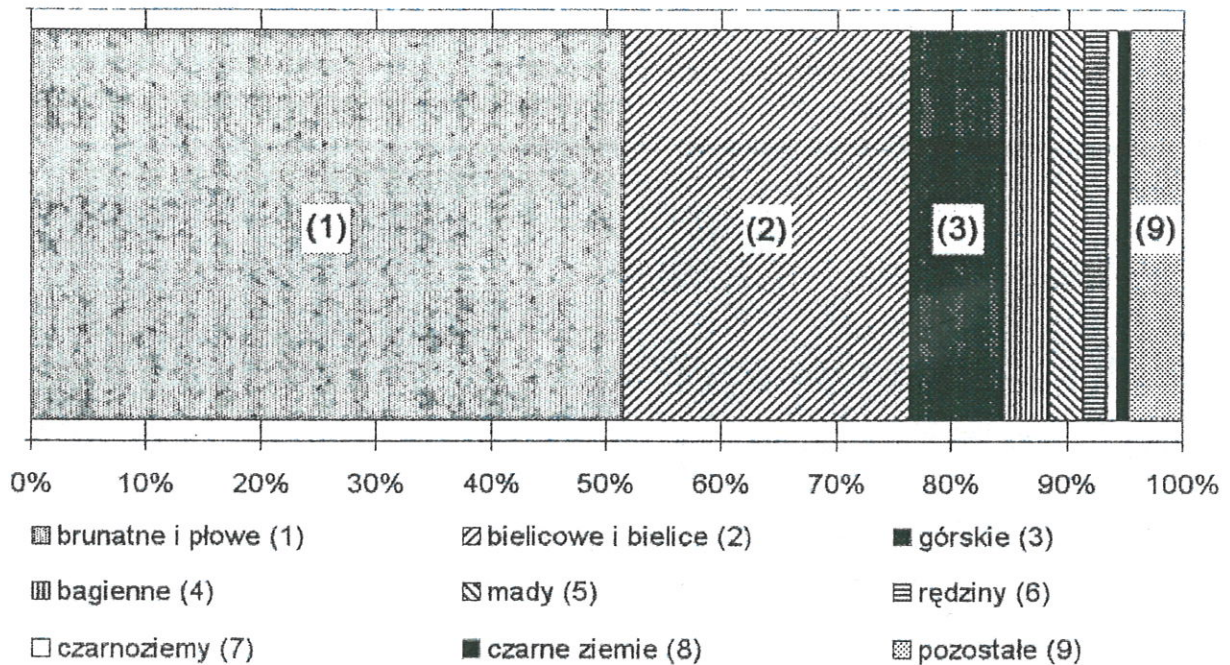 (1) (2) (3) (9)
0% 10% 20% 30% 40% 50% 60% 70% 80% 90% 100%
brunatne i płowe (1) bielicowe i bielice (2) górskie (3)
bagienne (4) mady (5) rędziny (6)
czarnoziemy (7) czarne ziemie (8) pozostałe (9)